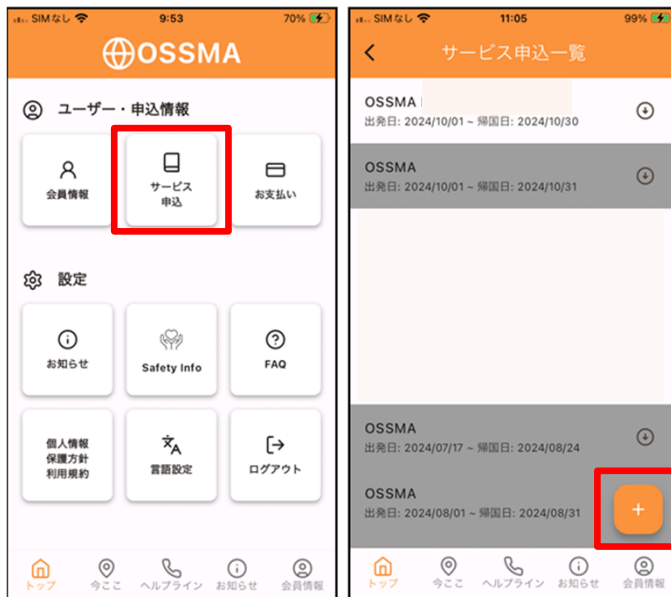 SIMなし
9:53
70%
OSSMA
ユーザー・申込情報
会員情報
サービス
申込
お支払い
設定
お知らせ
Safety Info
FAQ
個人情報
保護方針
利用規約
言語設定
ログアウト
トップ
今ここ
ヘルプライン
お知らせ
会員情報
SIMなし
11:05
99%
サービス申込一覧
OSSMA
出発日: 2024/10/01 ~ 帰国日: 2024/10/30
OSSMA
出発日: 2024/10/01 ~ 帰国日: 2024/10/31
OSSMA
出発日: 2024/07/17 ~ 帰国日: 2024/08/24
OSSMA
出発日: 2024/08/01 ~ 帰国日: 2024/08/31
+
トップ
今ここ
ヘルプライン
お知らせ
会員情報